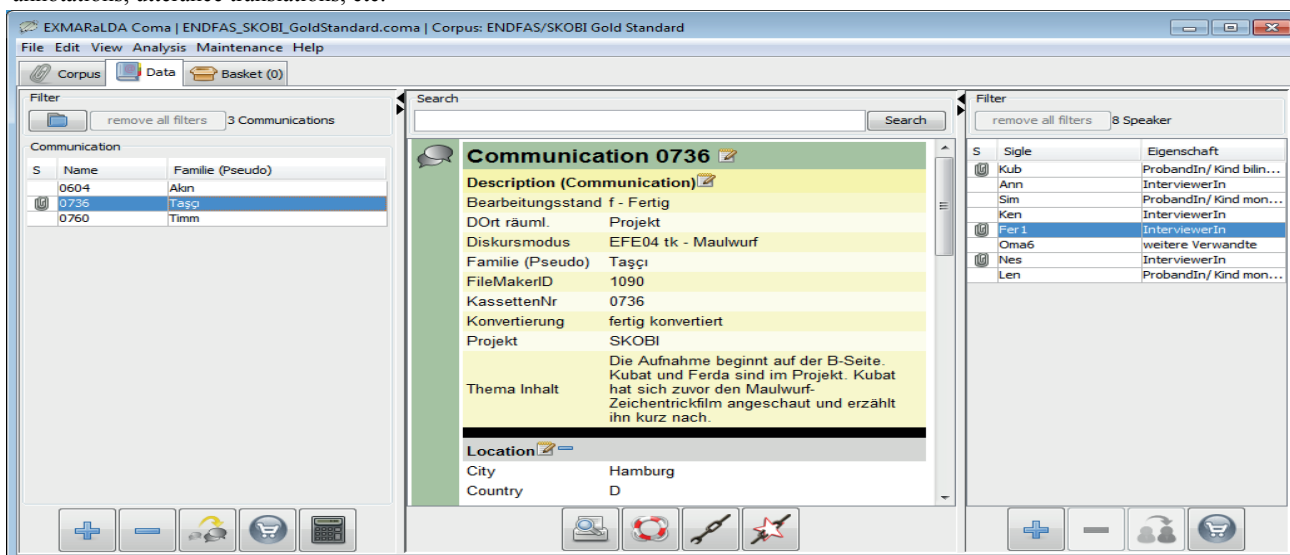 annotations, utterance translations, etc.
EXMARaLDA Coma | ENDFAS_SKOBI_GoldStandard.coma | Corpus: ENDFAS/SKOBI Gold Standard
File Edit View Analysis Maintenance Help
Corpus Data Basket (0)
Filter
remove all filters 3 Communications
Communication
S Name Familie (Pseudo)
0604 Akın
0736 Taşçı
0760 Timm
Search
Search
Communication 0736
Description (Communication)
Bearbeitungsstand f - Fertig
DOrt räuml. Projekt
Diskursmodus EFE04 tk - Maulwurf
Familie (Pseudo) Taşçı
FileMakerID 1090
KassettenNr 0736
Konvertierung fertig konvertiert
Projekt SKOBI
Thema Inhalt Die Aufnahme beginnt auf der B-Seite.
Kubat und Ferda sind im Projekt. Kubat
hat sich zuvor den Maulwurf-
Zeichentrickfilm angeschaut und erzählt
ihn kurz nach.
Location
City Hamburg
Country D
Filter
remove all filters 8 Speaker
S Sigle Eigenschaft
Kub ProbandIn/ Kind bilin...
Ann InterviewerIn
Sim ProbandIn/ Kind mon...
Ken InterviewerIn
Fer1 InterviewerIn
Oma6 weitere Verwandte
Nes InterviewerIn
Len ProbandIn/ Kind mon...